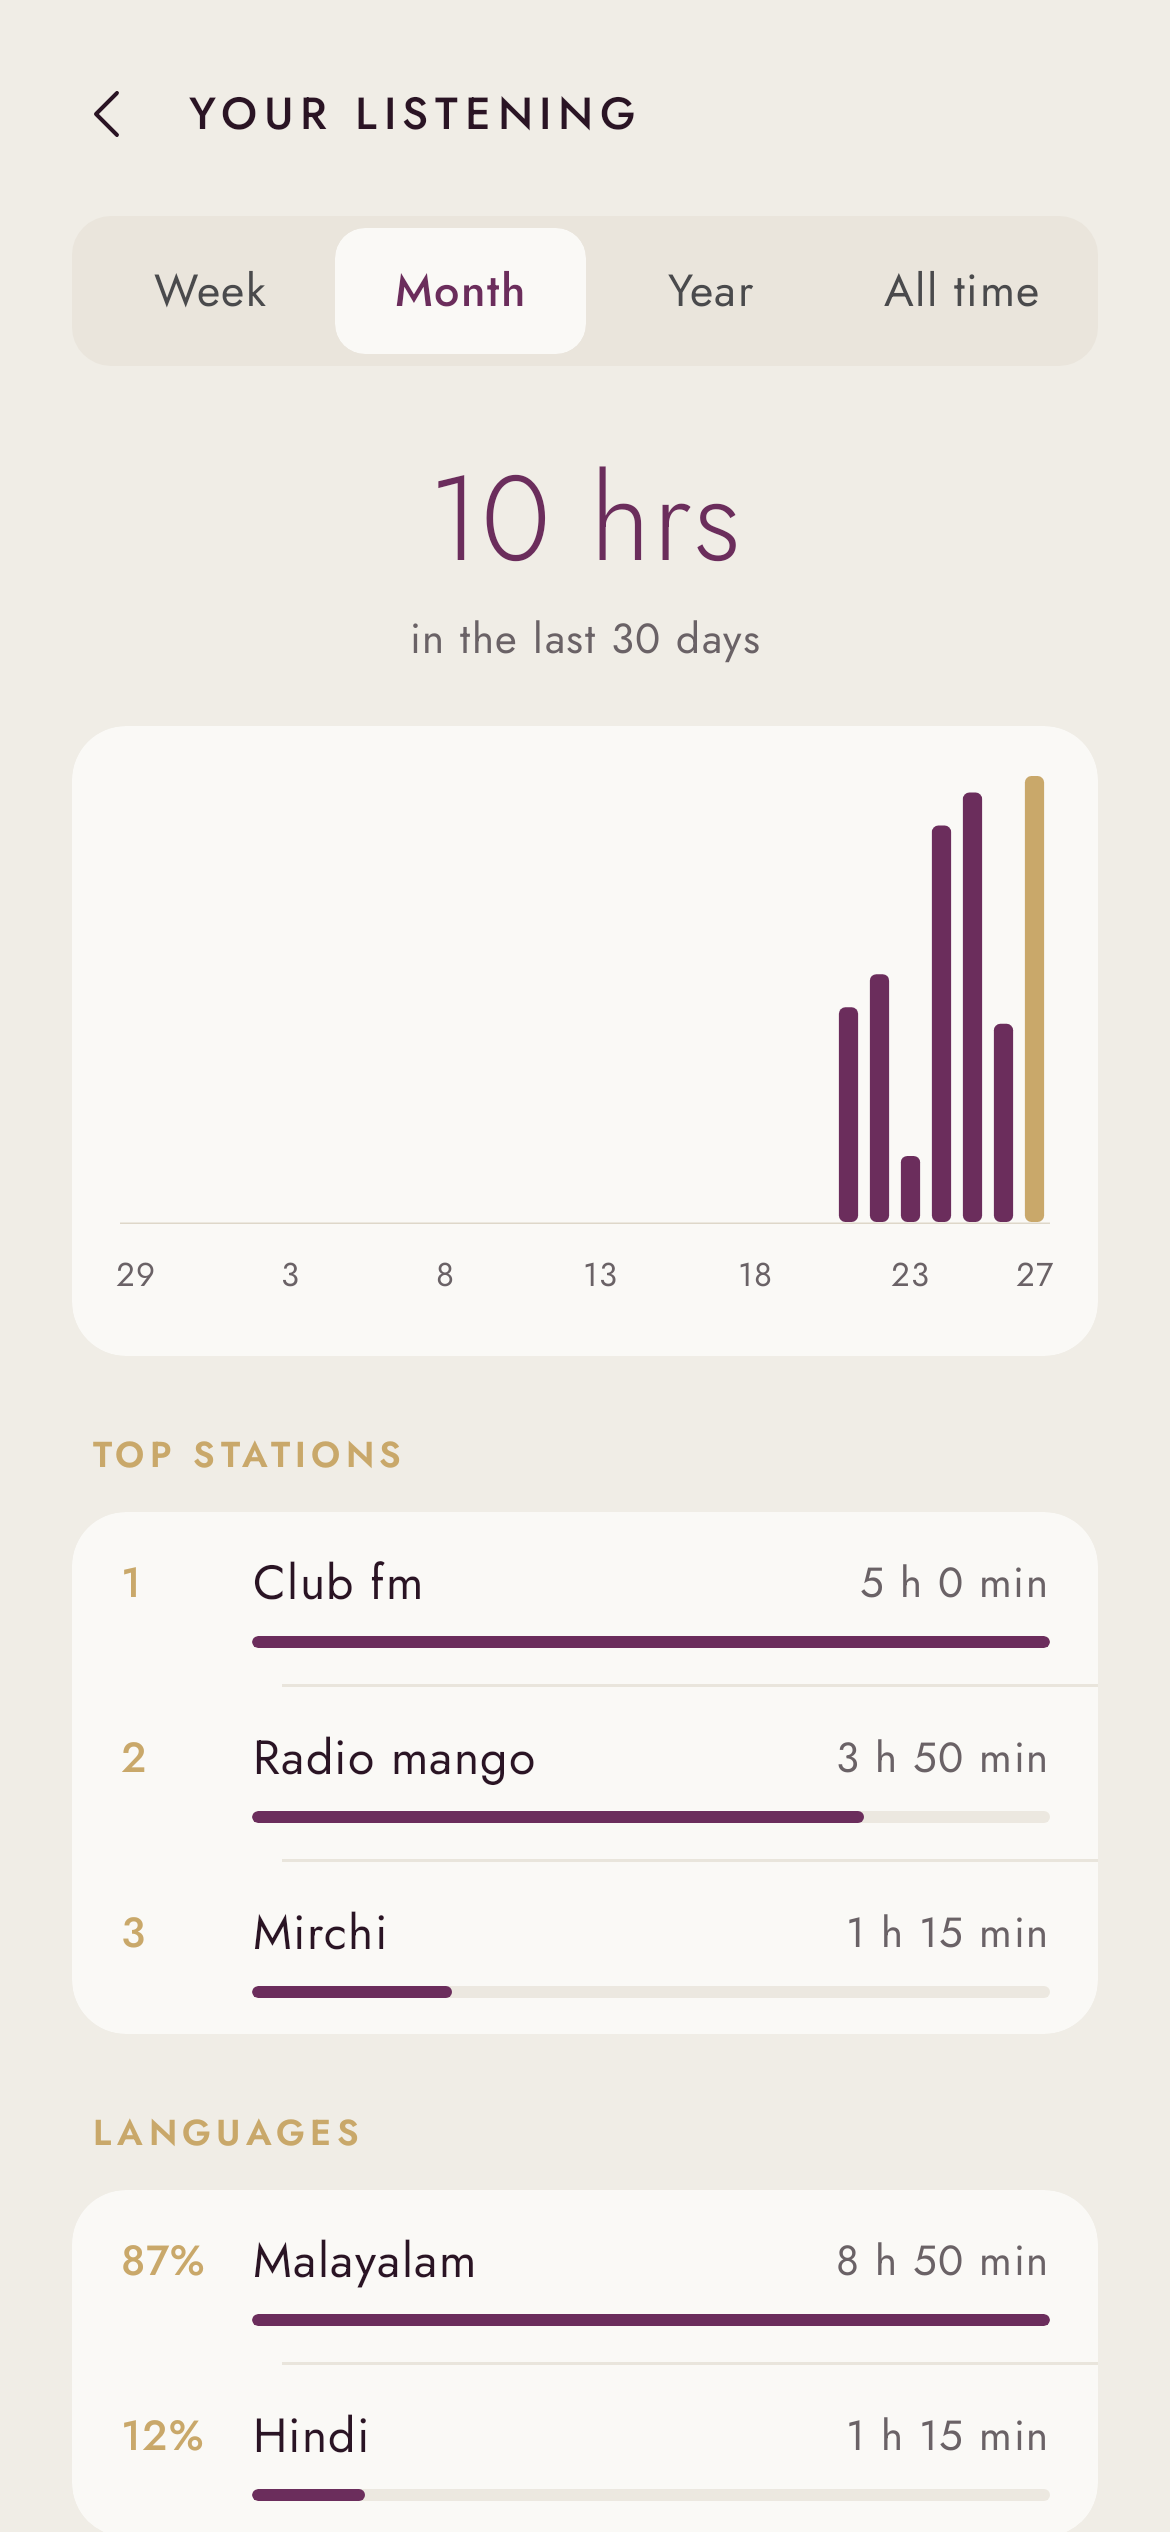 YOUR LISTENING
Week Month Year All time
10 hrs
in the last 30 days
29 3 8 13 18 23 27
TOP STATIONS
1 Club fm 5 h 0 min
2 Radio mango 3 h 50 min
3 Mirchi 1 h 15 min
LANGUAGES
87% Malayalam 8 h 50 min
12% Hindi 1 h 15 min